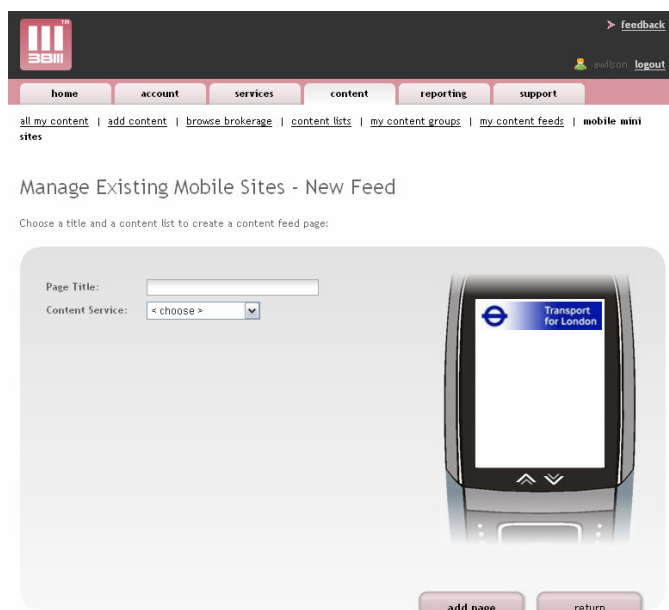 3BIII
TM
feedback
awilson logout
home account services content reporting support
all my content | add content | browse brokerage | content lists | my content groups | my content feeds | mobile mini
sites
Manage Existing Mobile Sites - New Feed
Choose a title and a content list to create a content feed page:
Page Title:
Content Service: < choose >
Transport
for London
add page return